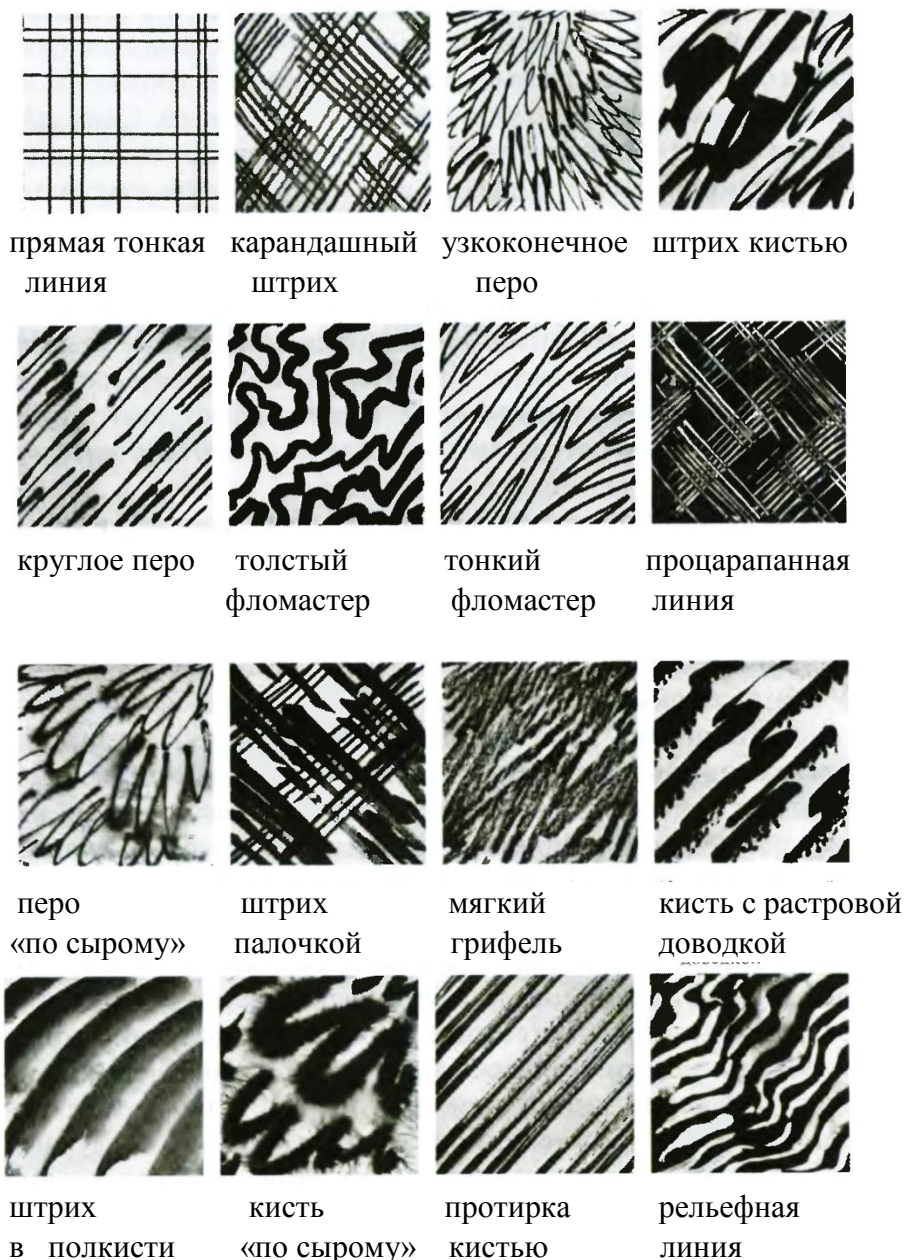 прямая тонкая карандашный узкоконечное штрих кистью
линия штрих перо
круглое перо толстый тонкий процарапанная
фломастер фломастер линия
перо штрих мягкий кисть с растровой
«по сырому» палочкой грифель доводкой
штрих кисть протирка рельефная
в полкисти «по сырому» кистью линия